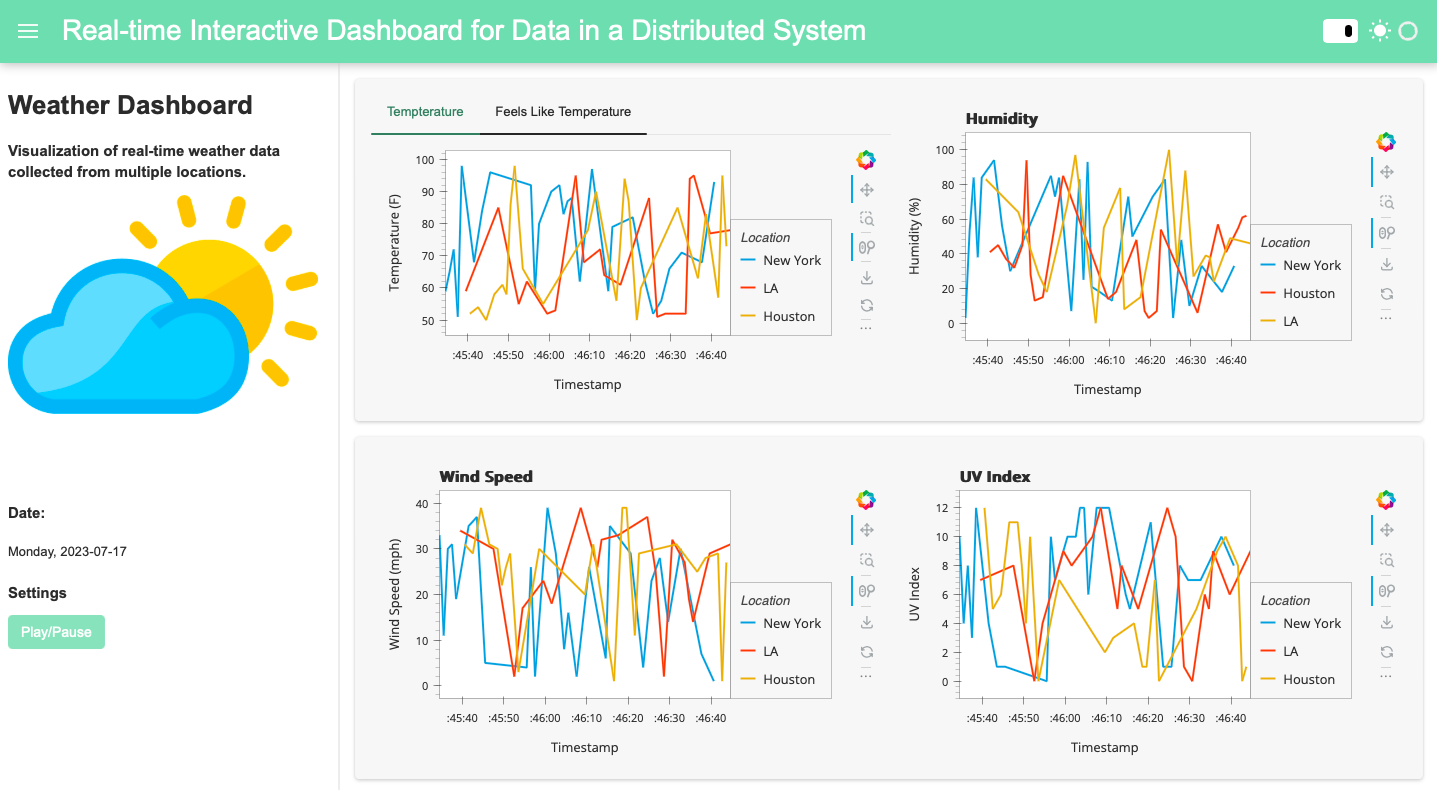 Real-time Interactive Dashboard for Data in a Distributed System
Weather Dashboard
Visualization of real-time weather data
collected from multiple locations.
Date:
Monday, 2023-07-17
Settings
Play/Pause
Tempterature Feels Like Temperature
Temperature (F)
100
90
80
70
60
50
:45:40 :45:50 :46:00 :46:10 :46:20 :46:30 :46:40
Timestamp
Location
New York
LA
Houston
Humidity
Humidity (%)
100
80
60
40
20
0
:45:40 :45:50 :46:00 :46:10 :46:20 :46:30 :46:40
Timestamp
Location
New York
Houston
LA
Wind Speed
Wind Speed (mph)
40
30
20
10
0
:45:40 :45:50 :46:00 :46:10 :46:20 :46:30 :46:40
Timestamp
Location
New York
LA
Houston
UV Index
UV Index
12
10
8
6
4
2
0
:45:40 :45:50 :46:00 :46:10 :46:20 :46:30 :46:40
Timestamp
Location
New York
LA
Houston